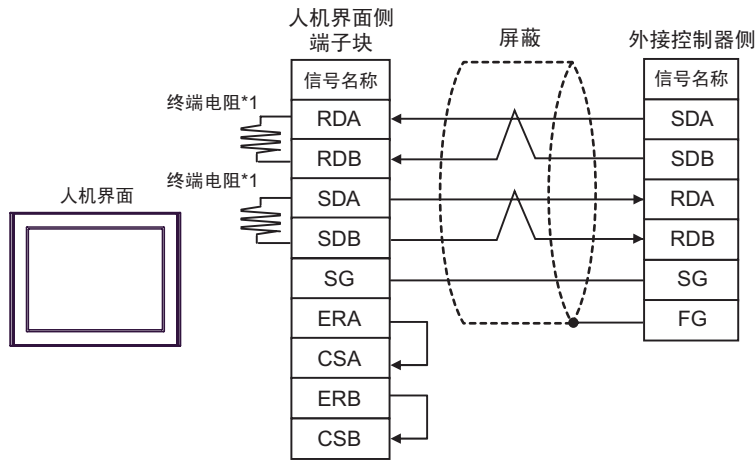 人机界面侧
端子块
屏蔽
外接控制器侧
信号名称
信号名称
终端电阻*1
RDA
SDA
RDB
SDB
终端电阻*1
SDA
RDA
人机界面
SDB
RDB
SG
SG
ERA
FG
CSA
ERB
CSB